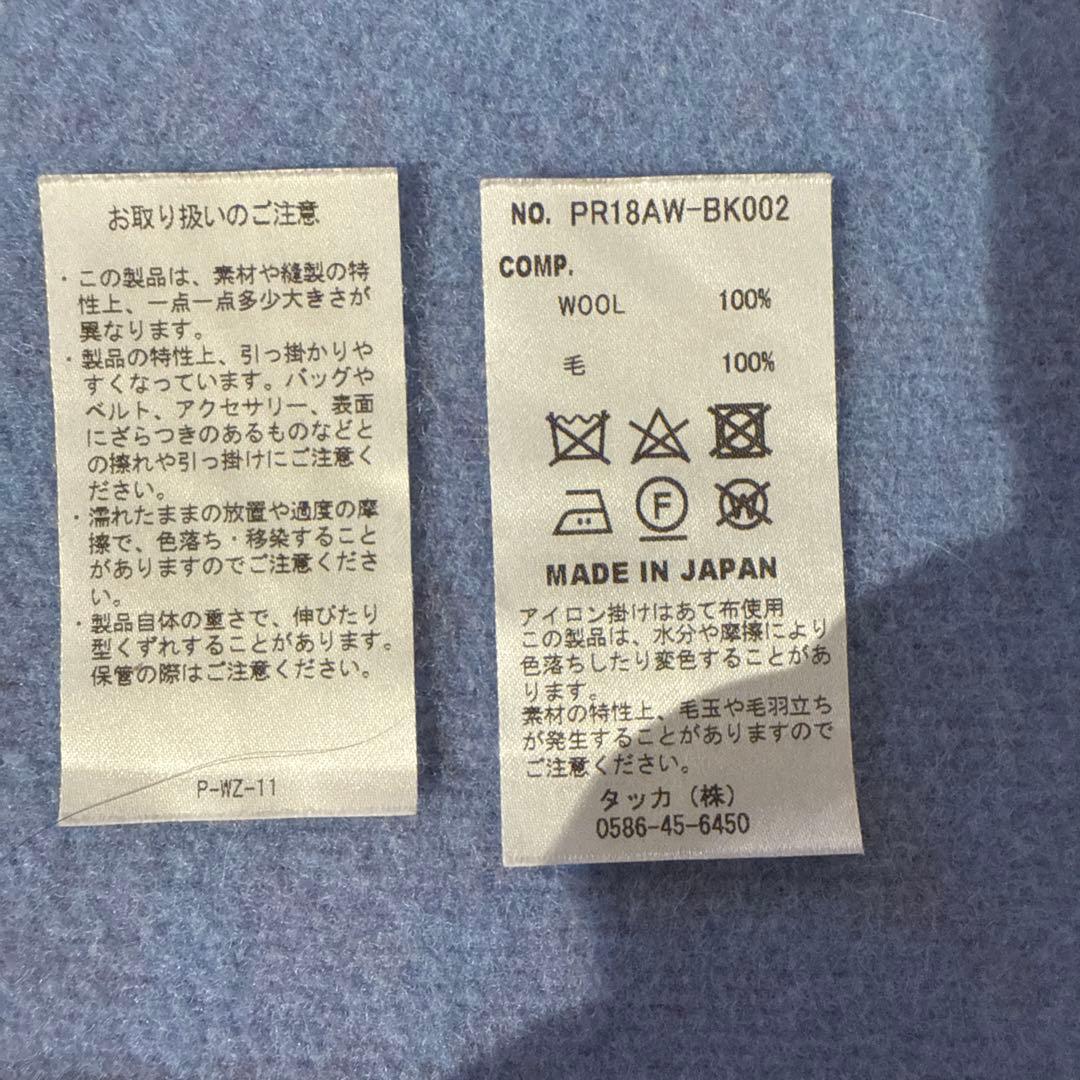 お取り扱いのご注意
・この製品は、素材や縫製の特
性上、一点一点多少大きさが
異なります。
・製品の特性上、引っ掛かりや
すくなっています。バッグや
ベルト、アクセサリー、表面
にざらつきのあるものなどと
の擦れや引っ掛けにご注意く
ださい。
・濡れたままの放置や過度の摩
擦で、色落ち・移染すること
がありますのでご注意くださ
い。
・製品自体の重さで、伸びたり
型くずれすることがあります。
保管の際はご注意ください。
P-WZ-11
NO. PR18AW-BK002
COMP.
WOOL 100%
毛 100%
F W
MADE IN JAPAN
アイロン掛けはあて布使用
この製品は、水分や摩擦により
色落ちしたり変色することがあ
ります。
素材の特性上、毛玉や毛羽立ち
が発生することがありますので
ご注意ください。
タッカ（株）
0586-45-6450